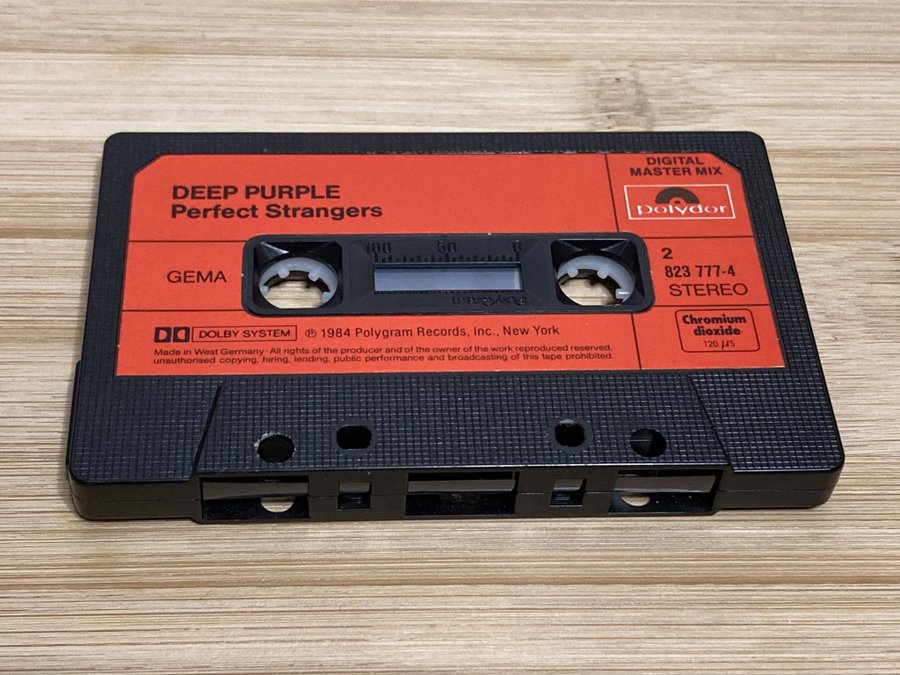 DIGITAL
MASTER MIX
DEEP PURPLE
Perfect Strangers
Polydor
GEMA
100 50 0
PolyGram
2
823 777-4
STEREO
DOLBY SYSTEM ℗ 1984 Polygram Records, Inc., New York
Chromium
dioxide
120 µS
Made in West Germany· All rights of the producer and of the owner of the work reproduced reserved,
unauthorised copying, hiring, lending, public performance and broadcasting of this tape prohibited.